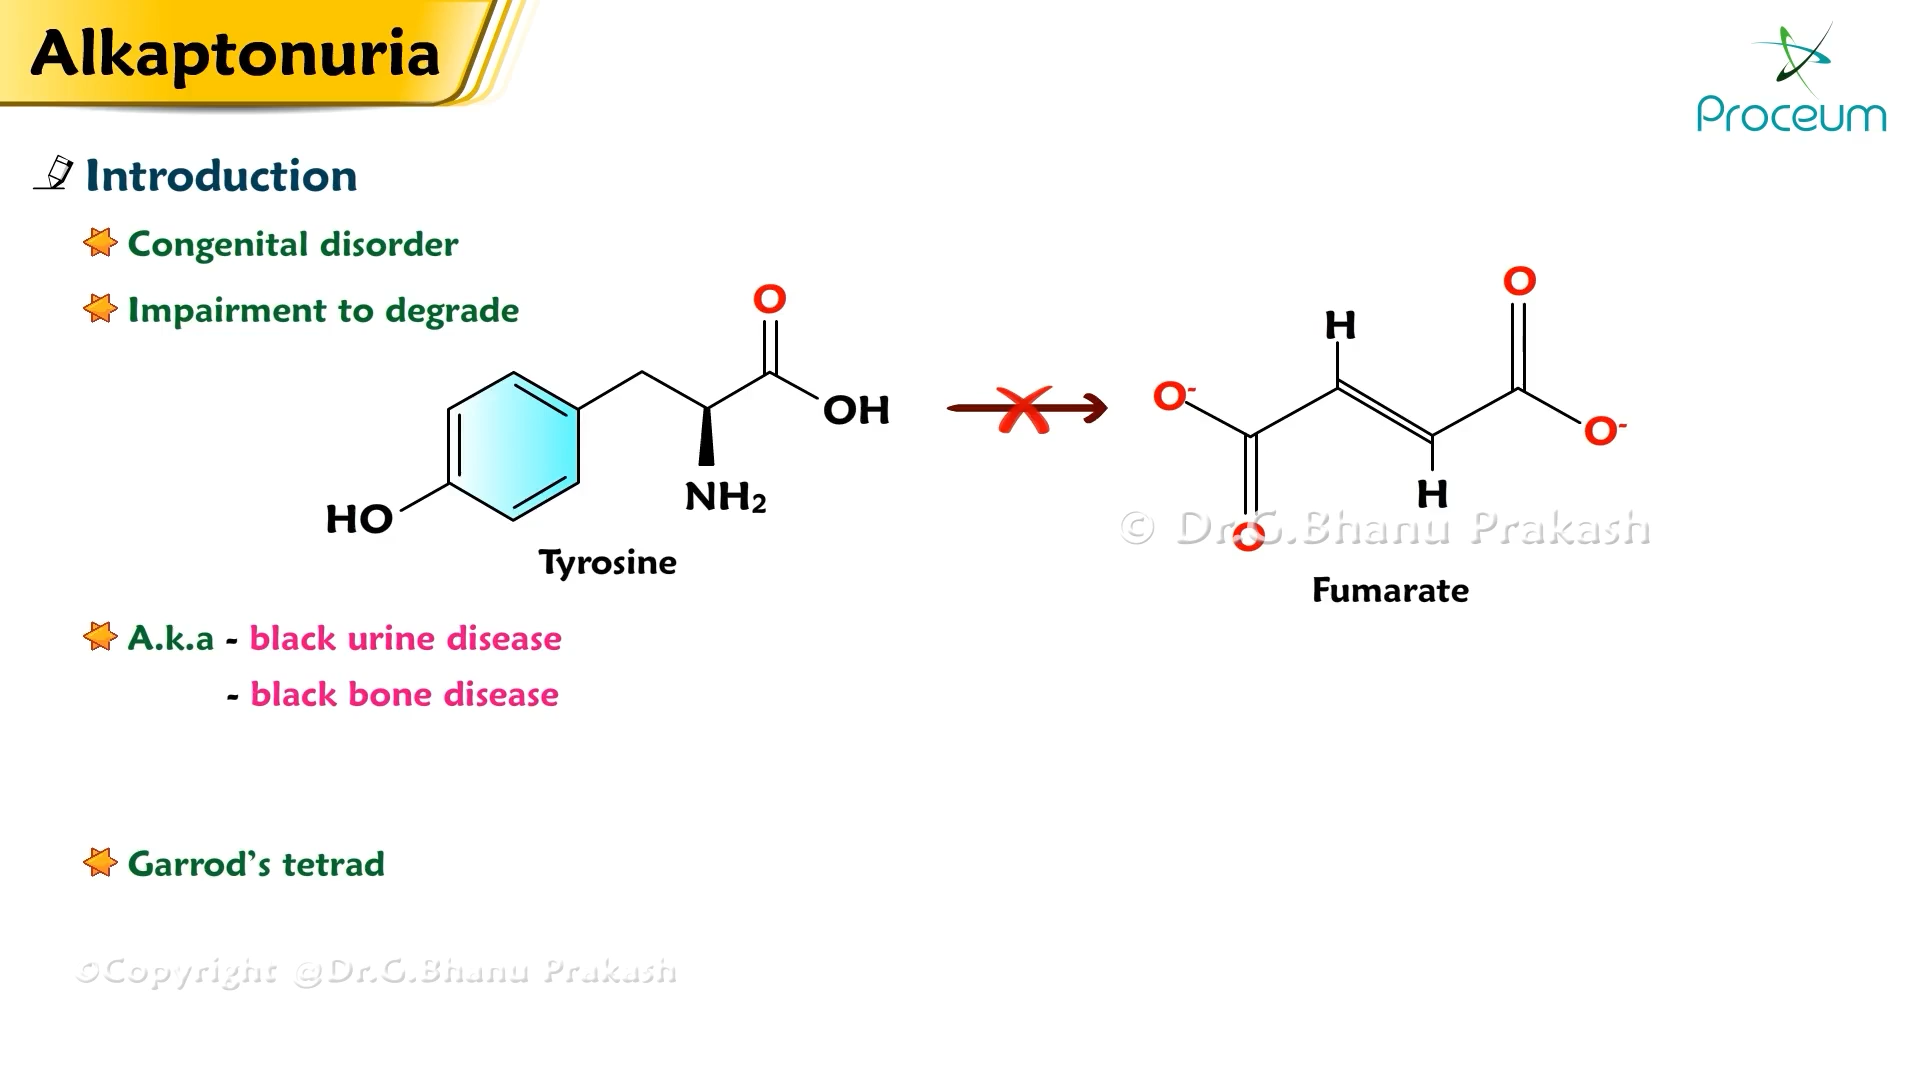 Alkaptonuria
Proceum
Introduction
Congenital disorder
Impairment to degrade
O
OH
NH₂
HO
Tyrosine
O
H
O⁻
O⁻
H
O
© Dr.G.Bhanu Prakash
Fumarate
A.k.a - black urine disease
- black bone disease
Garrod’s tetrad
©Copyright @Dr.G.Bhanu Prakash